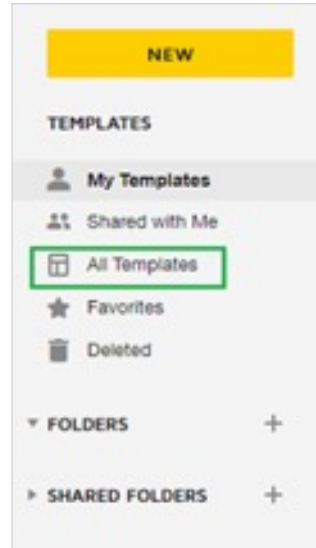 NEW
TEMPLATES
My Templates
Shared with Me
All Templates
Favorites
Deleted
FOLDERS
SHARED FOLDERS